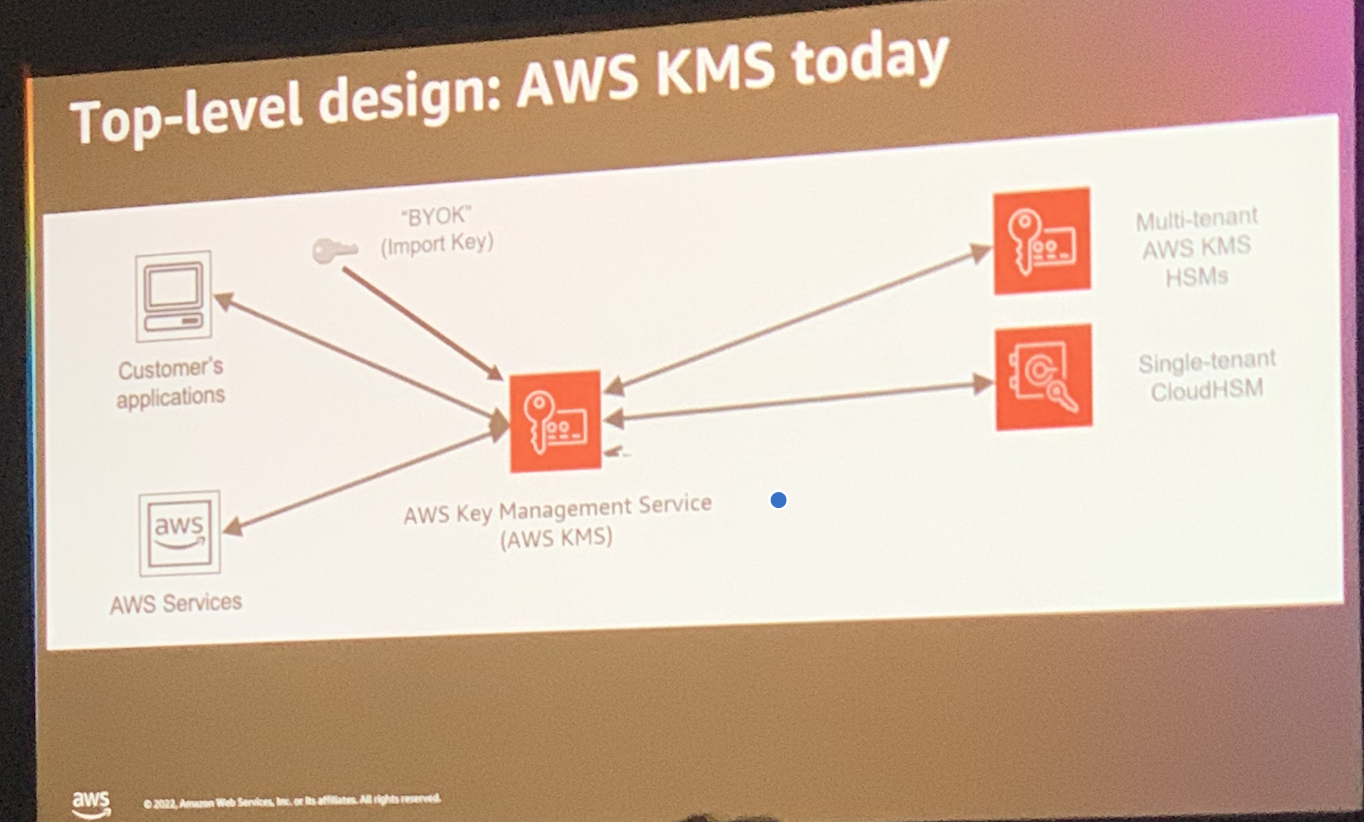 Top-level design: AWS KMS today
“BYOK”
(Import Key)
Customer's
applications
Multi-tenant
AWS KMS
HSMs
Single-tenant
CloudHSM
AWS Key Management Service
(AWS KMS)
aws
AWS Services
aws
© 2022, Amazon Web Services, Inc. or its affiliates. All rights reserved.